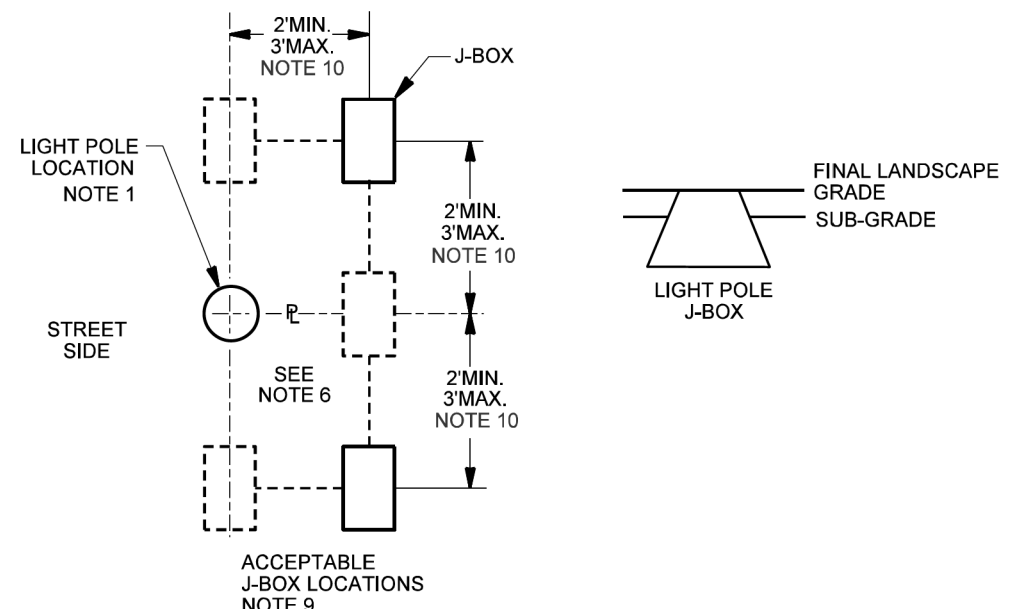 2'MIN.
3'MAX.
NOTE 10
J-BOX
LIGHT POLE
LOCATION
NOTE 1
2'MIN.
3'MAX.
NOTE 10
FINAL LANDSCAPE
GRADE
SUB-GRADE
LIGHT POLE
J-BOX
PL
STREET
SIDE
SEE
NOTE 6
2'MIN.
3'MAX.
NOTE 10
ACCEPTABLE
J-BOX LOCATIONS
NOTE 9